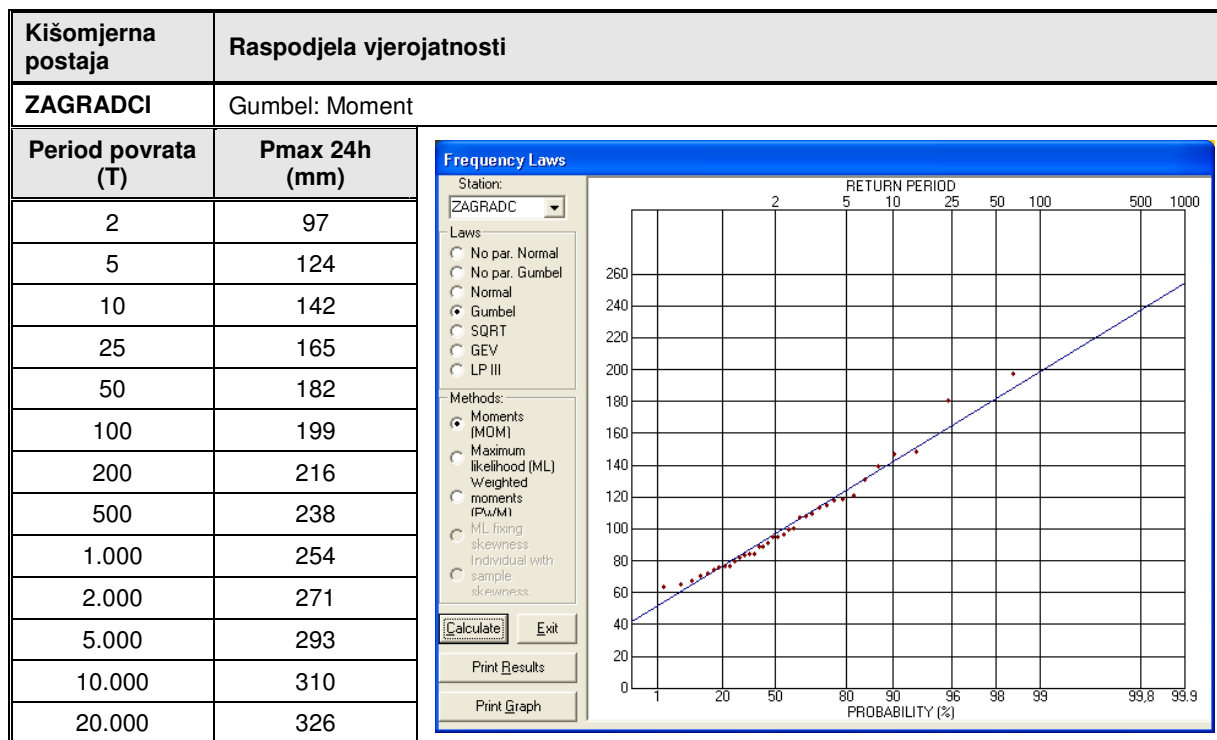 Kišomjerna
postaja
Raspodjela vjerojatnosti
ZAGRADCI
Gumbel: Moment
Period povrata
(T)
Pmax 24h
(mm)
2 97
5 124
10 142
25 165
50 182
100 199
200 216
500 238
1.000 254
2.000 271
5.000 293
10.000 310
20.000 326
Frequency Laws
Station:
ZAGRADC
Laws
No par. Normal
No par. Gumbel
Normal
Gumbel
SQRT
GEV
LP III
Methods:
Moments
(MOM)
Maximum
likelihood (ML)
Weighted
moments
(PWM)
ML fixing
skewness
Individual with
sample
skewness
Calculate
Exit
Print Results
Print Graph
RETURN PERIOD
2 5 10 25 50 100 500 1000
260
240
220
200
180
160
140
120
100
80
60
40
20
0
1 20 50 80 90 96 98 99 99,8 99.9
PROBABILITY (%)